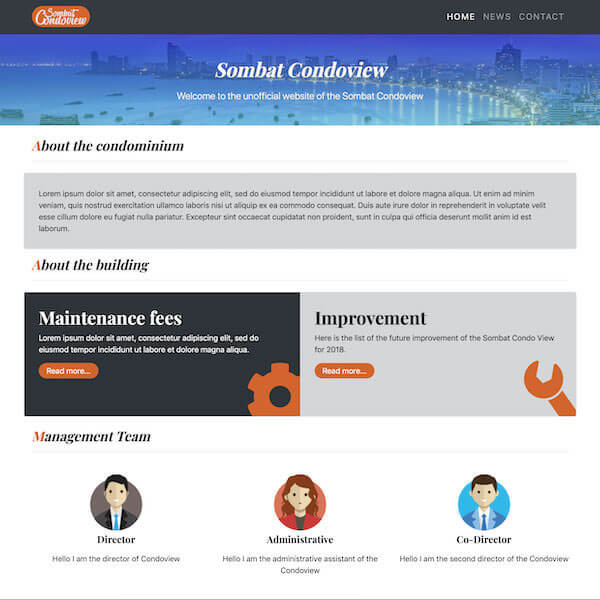 Sombat
Condoview
HOME NEWS CONTACT
Sombat Condoview
Welcome to the unofficial website of the Sombat Condoview
About the condominium
Lorem ipsum dolor sit amet, consectetur adipiscing elit, sed do eiusmod tempor incididunt ut labore et dolore magna aliqua. Ut enim ad minim
veniam, quis nostrud exercitation ullamco laboris nisi ut aliquip ex ea commodo consequat. Duis aute irure dolor in reprehenderit in voluptate velit
esse cillum dolore eu fugiat nulla pariatur. Excepteur sint occaecat cupidatat non proident, sunt in culpa qui officia deserunt mollit anim id est
laborum.
About the building
Maintenance fees
Lorem ipsum dolor sit amet, consectetur adipiscing elit, sed do
eiusmod tempor incididunt ut labore et dolore magna aliqua.
Read more...
Improvement
Here is the list of the future improvement of the Sombat Condo View
for 2018.
Read more...
Management Team
Director
Hello I am the director of Condoview
Administrative
Hello I am the administrative assistant of the
Condoview
Co-Director
Hello I am the second director of the Condoview